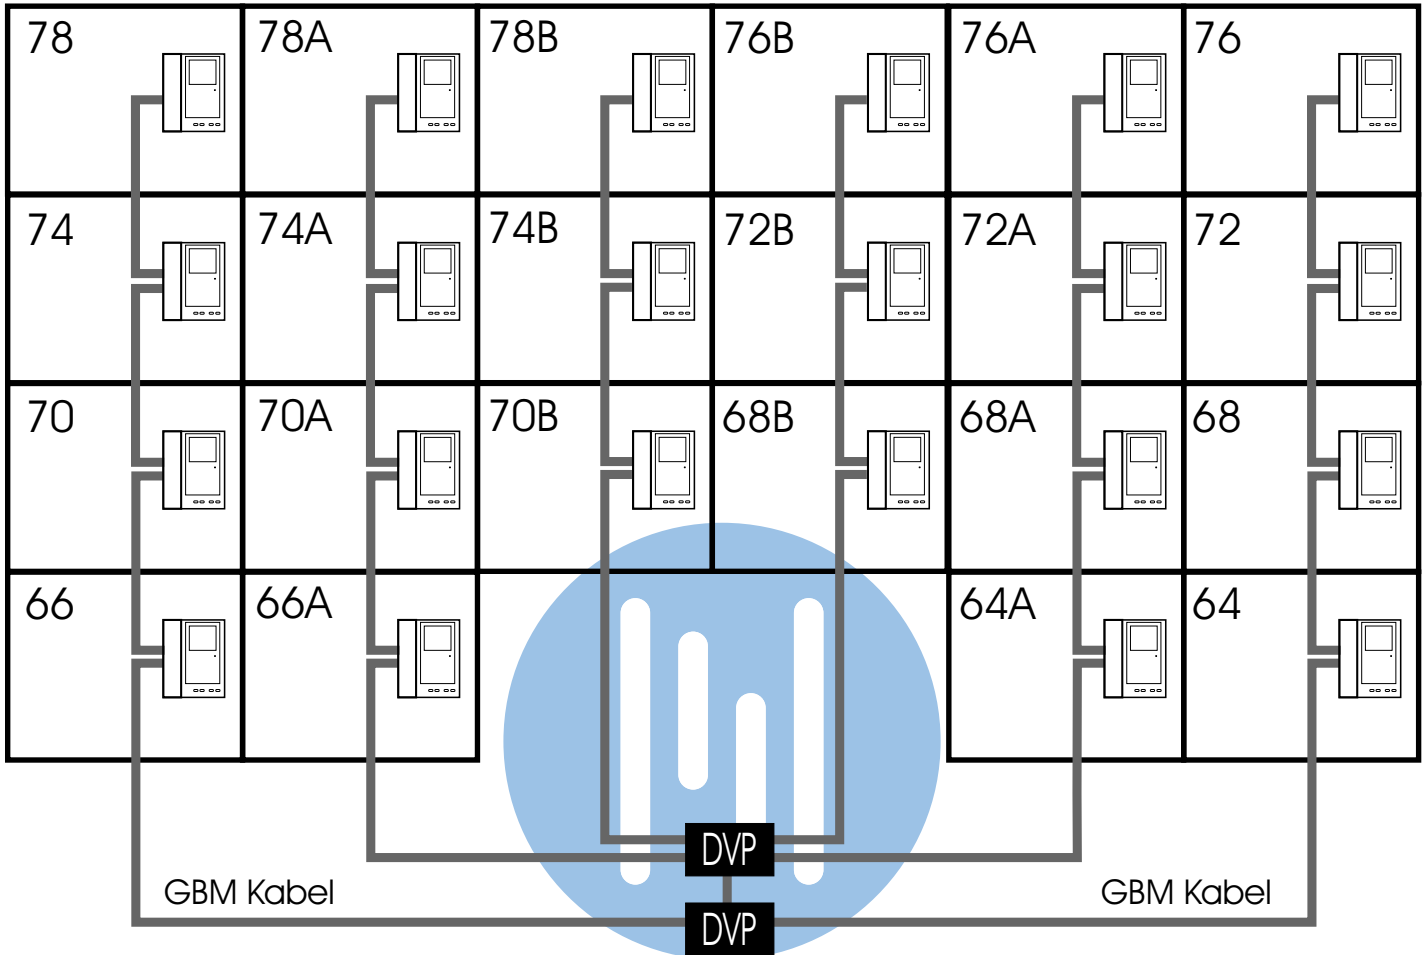 78 78A 78B 76B 76A 76
74 74A 74B 72B 72A 72
70 70A 70B 68B 68A 68
66 66A 64A 64
DVP
GBM Kabel GBM Kabel
DVP